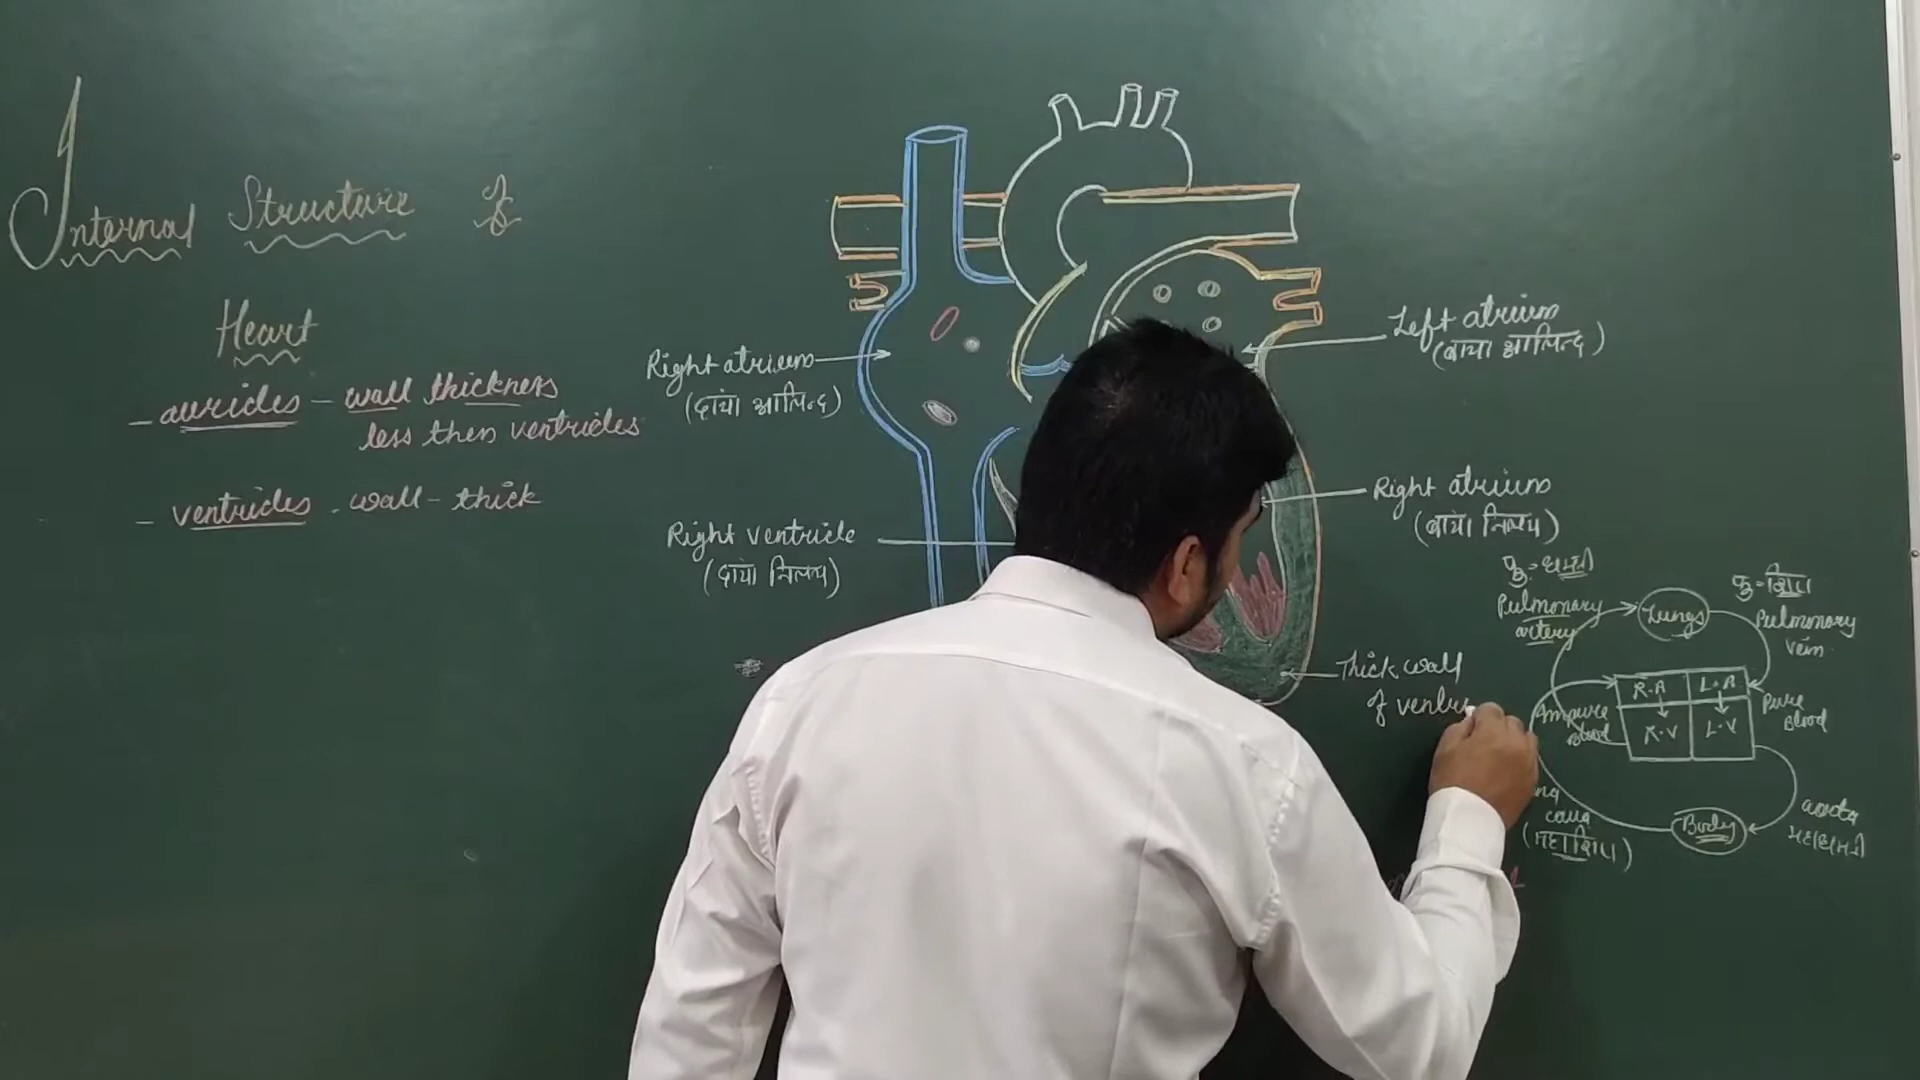 Internal Structure of
Heart
- auricles - wall thickness
less then ventricles
- ventricles - wall - thick
Right atrium
(दायां आलिन्द)
Right ventricle
(दायां निलय)
Left atrium
(बायां आलिन्द)
Right atrium
(बायां निलय)
Thick wall
of ventri
फु- धमनी
Pulmonary
artery
Lungs
फु- शिरा
Pulmonary
vein
R.A
L.A
R.V
L.V
Impure
Blood
Pure
Blood
Body
cava
(महाशिरा)
aorta
महाधमनी